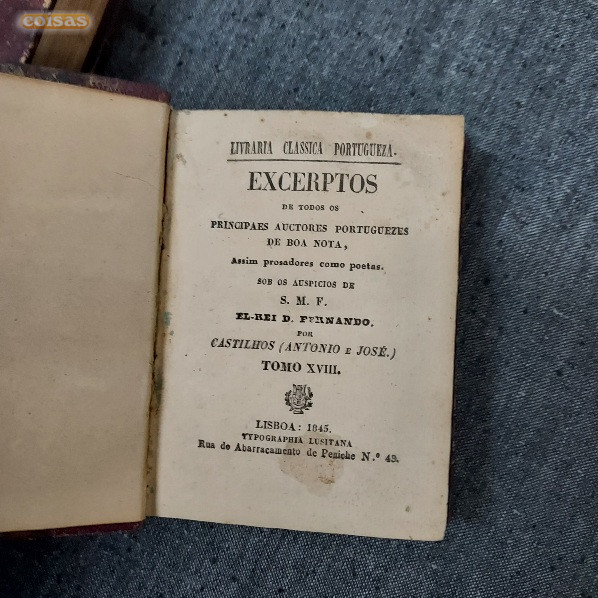 coisas
LIVRARIA CLASSICA PORTUGUEZA.
EXCERPTOS
DE TODOS OS
PRINCIPAES AUCTORES PORTUGUEZES
DE BOA NOTA,
Assim prosadores como poetas.
SOB OS AUSPICIOS DE
S. M. F.
EL-REI D. FERNANDO.
POR
CASTILHOS (ANTONIO E JOSÉ.)
TOMO XVIII.
LISBOA: 1845.
TYPOGRAPHIA LUSITANA
Rua do Abarracamento de Peniche N.º 43.